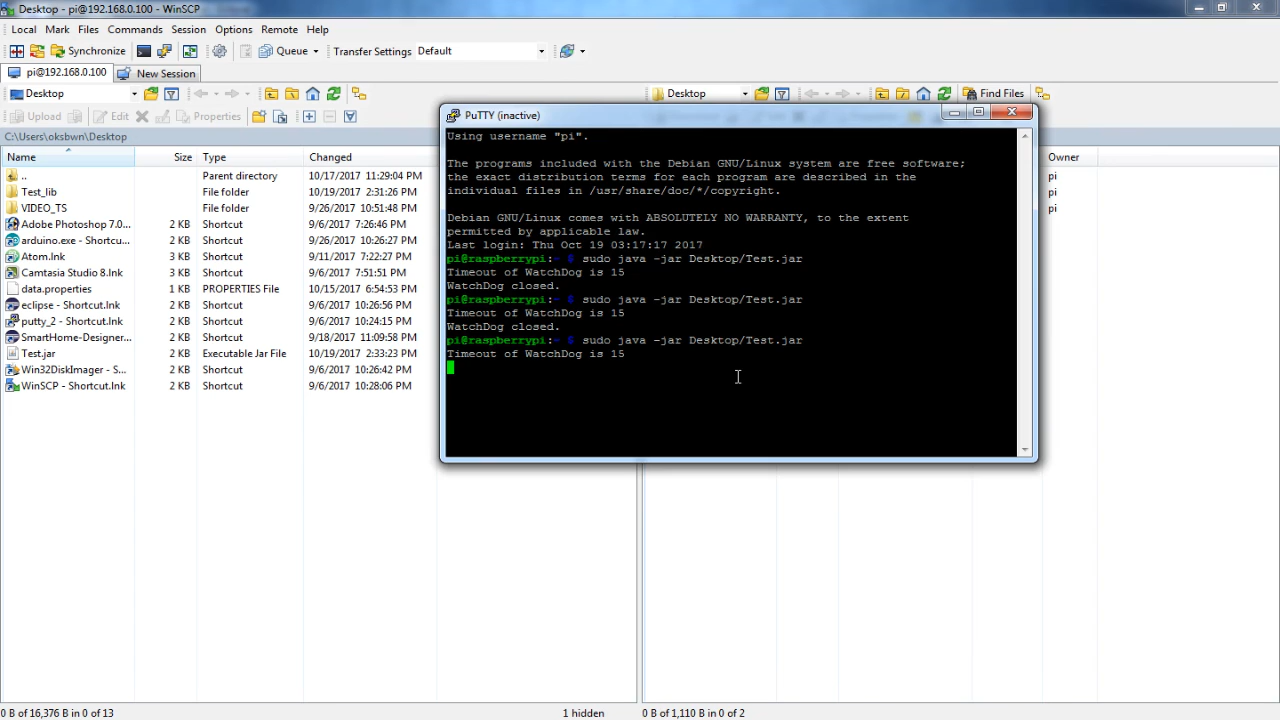 Desktop - pi@192.168.0.100 - WinSCP
Local Mark Files Commands Session Options Remote Help
Synchronize Queue Transfer Settings Default
pi@192.168.0.100 New Session
Desktop Desktop Find Files
Upload Edit Properties
C:\Users\oksbwn\Desktop
Name Size Type Changed Owner
.. Parent directory 10/17/2017 11:29:04 PM pi
Test_lib File folder 10/19/2017 2:31:26 PM pi
VIDEO_TS File folder 9/26/2017 10:51:48 PM pi
Adobe Photoshop 7.0... 2 KB Shortcut 9/6/2017 7:26:46 PM
arduino.exe - Shortcu... 2 KB Shortcut 9/26/2017 10:26:27 PM
Atom.lnk 3 KB Shortcut 9/11/2017 7:22:27 PM
Camtasia Studio 8.lnk 3 KB Shortcut 9/6/2017 7:51:51 PM
data.properties 1 KB PROPERTIES File 10/15/2017 6:54:53 PM
eclipse - Shortcut.lnk 2 KB Shortcut 9/6/2017 10:26:56 PM
putty_2 - Shortcut.lnk 2 KB Shortcut 9/6/2017 10:24:15 PM
SmartHome-Designer... 2 KB Shortcut 9/18/2017 11:09:58 PM
Test.jar 2 KB Executable Jar File 10/19/2017 2:33:23 PM
Win32DiskImager - S... 2 KB Shortcut 9/6/2017 10:26:42 PM
WinSCP - Shortcut.lnk 2 KB Shortcut 9/6/2017 10:28:06 PM
PuTTY (inactive)
Using username "pi".
The programs included with the Debian GNU/Linux system are free software;
the exact distribution terms for each program are described in the
individual files in /usr/share/doc/*/copyright.
Debian GNU/Linux comes with ABSOLUTELY NO WARRANTY, to the extent
permitted by applicable law.
Last login: Thu Oct 19 03:17:17 2017
pi@raspberrypi:~ $ sudo java -jar Desktop/Test.jar
Timeout of WatchDog is 15
WatchDog closed.
pi@raspberrypi:~ $ sudo java -jar Desktop/Test.jar
Timeout of WatchDog is 15
WatchDog closed.
pi@raspberrypi:~ $ sudo java -jar Desktop/Test.jar
Timeout of WatchDog is 15
0 B of 16,376 B in 0 of 13 1 hidden 0 B of 1,110 B in 0 of 2